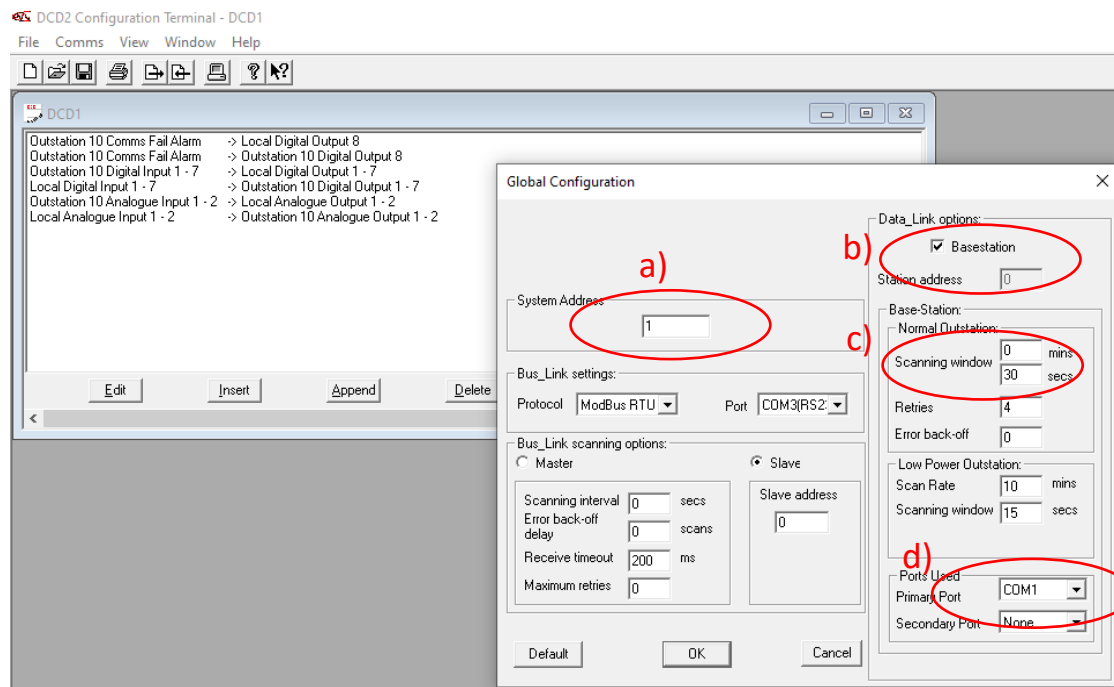 DCD2 Configuration Terminal - DCD1
File Comms View Window Help
DCD1
Outstation 10 Comms Fail Alarm -> Local Digital Output 8
Outstation 10 Comms Fail Alarm -> Outstation 10 Digital Output 8
Outstation 10 Digital Input 1 - 7 -> Local Digital Output 1 - 7
Local Digital Input 1 - 7 -> Outstation 10 Digital Output 1 - 7
Outstation 10 Analogue Input 1 - 2 -> Local Analogue Output 1 - 2
Local Analogue Input 1 - 2 -> Outstation 10 Analogue Output 1 - 2
Edit Insert Append Delete
Global Configuration
a)
System Address
1
Bus_Link settings:
Protocol ModBus RTU Port COM3(RS2:
Bus_Link scanning options:
Master Slave
Scanning interval 0 secs
Error back-off delay 0 scans
Receive timeout 200 ms
Maximum retries 0
Slave address
0
Default OK Cancel
Data_Link options:
b)
Basestation
Station address 0
Base-Station:
Normal Outstation:
c)
Scanning window 0 mins
30 secs
Retries 4
Error back-off 0
Low Power Outstation:
Scan Rate 10 mins
Scanning window 15 secs
d)
Ports Used
Primary Port COM1
Secondary Port None